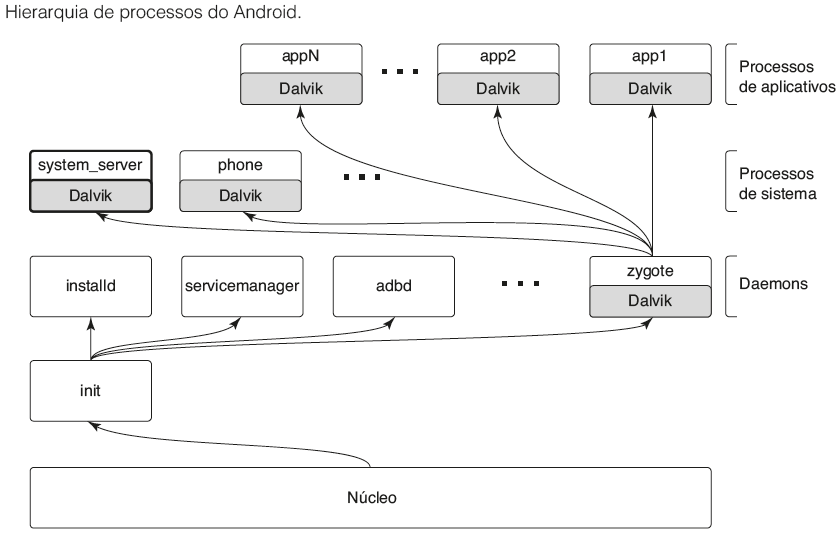 Hierarquia de processos do Android.
appN
Dalvik
app2
Dalvik
app1
Dalvik
Processos
de aplicativos
system_server
Dalvik
phone
Dalvik
Processos
de sistema
installd
servicemanager
adbd
zygote
Dalvik
Daemons
init
Núcleo